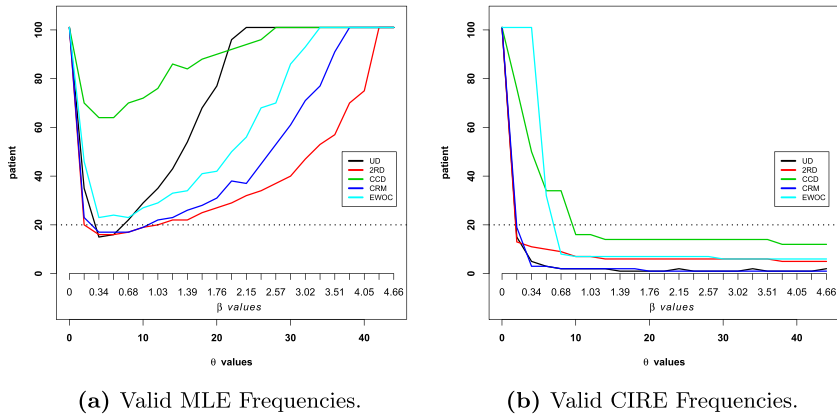 100
80
60
40
20
0
patient
UD
2RD
CCD
CRM
EWOC
0 0.34 0.68 1.03 1.39 1.76 2.15 2.57 3.02 3.51 4.05 4.66
β values
0 10 20 30 40
θ values
(a) Valid MLE Frequencies.
100
80
60
40
20
0
patient
UD
2RD
CCD
CRM
EWOC
0 0.34 0.68 1.03 1.39 1.76 2.15 2.57 3.02 3.51 4.05 4.66
β values
0 10 20 30 40
θ values
(b) Valid CIRE Frequencies.